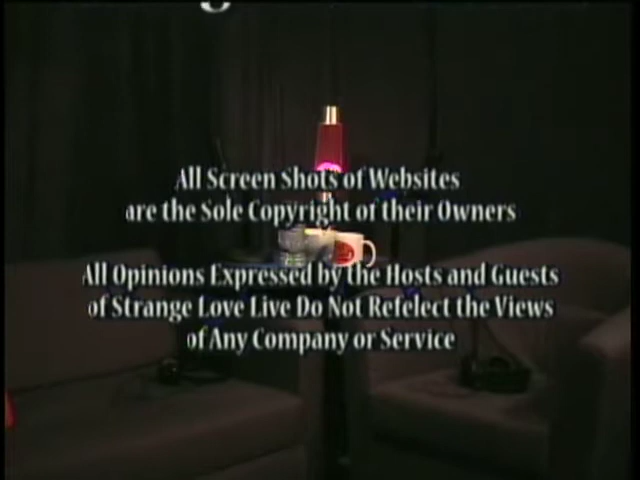 All Screen Shots of Websites
are the Sole Copyright of their Owners
All Opinions Expressed by the Hosts and Guests
of Strange Love Live Do Not Refelect the Views
of Any Company or Service